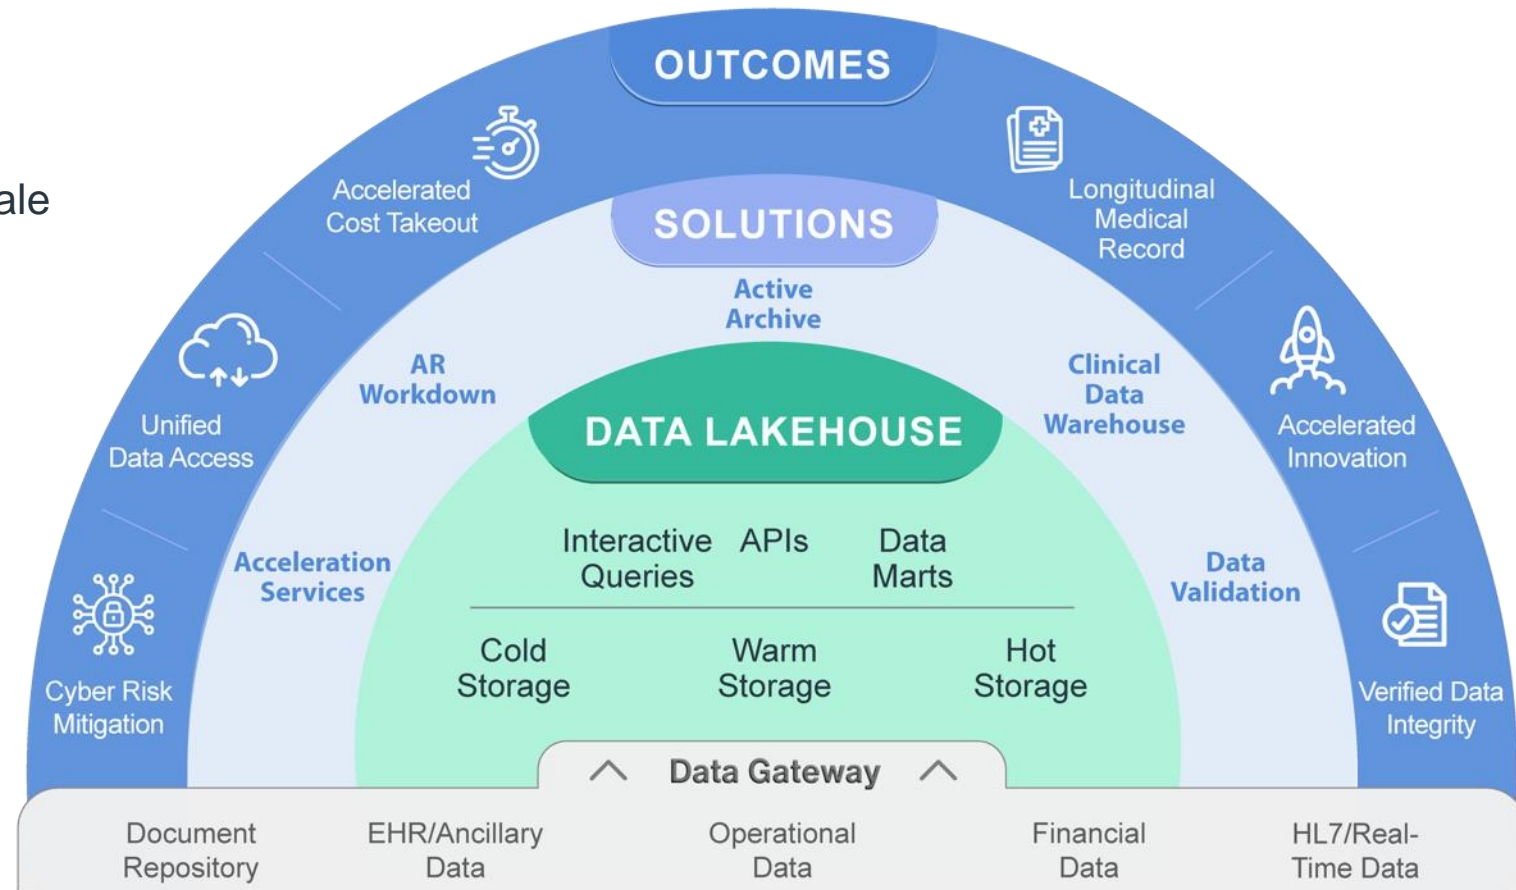 OUTCOMES
ale
Accelerated
Cost Takeout
Longitudinal
Medical
Record
Unified
Data Access
Accelerated
Innovation
Cyber Risk
Mitigation
Verified Data
Integrity
SOLUTIONS
Active
Archive
AR
Workdown
Clinical
Data
Warehouse
Acceleration
Services
Data
Validation
DATA LAKEHOUSE
Interactive
Queries
APIs
Data
Marts
Cold
Storage
Warm
Storage
Hot
Storage
Data Gateway
Document
Repository
EHR/Ancillary
Data
Operational
Data
Financial
Data
HL7/Real-
Time Data